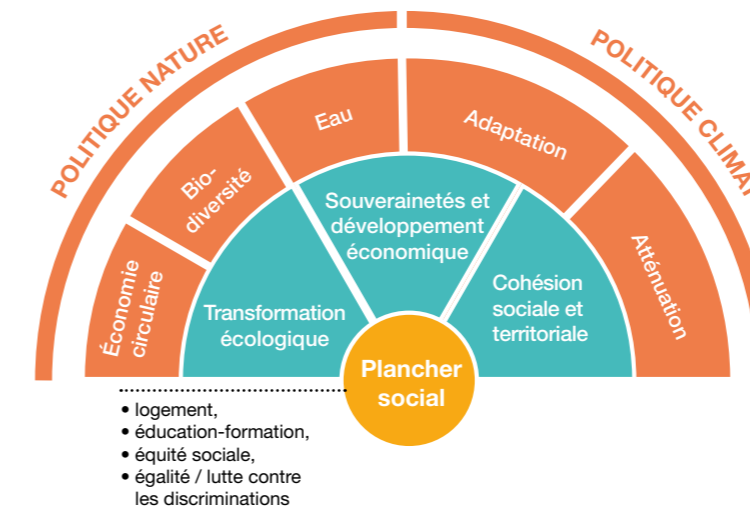 POLITIQUE NATURE
POLITIQUE CLIMAT
Économie
circulaire
Bio-
diversité
Eau
Adaptation
Atténuation
Transformation
écologique
Souverainetés et
développement
économique
Cohésion
sociale et
territoriale
Plancher
social
• logement,
• éducation-formation,
• équité sociale,
• égalité / lutte contre
les discriminations